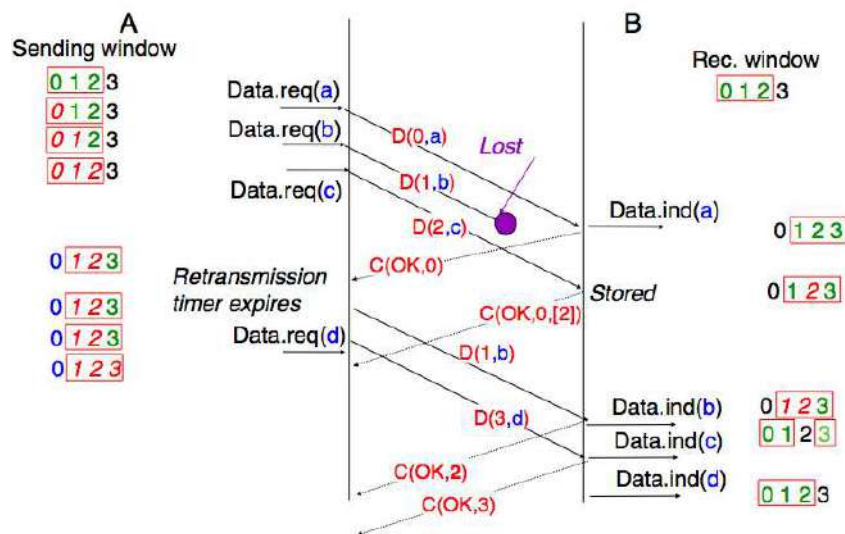 A
B
Sending window
Rec. window
0 1 2 3
0 1 2 3
0 1 2 3
0 1 2 3
0 1 2 3
Data.req(a)
Data.req(b)
Data.req(c)
D(0,a)
D(1,b)
D(2,c)
Lost
Data.ind(a)
0 1 2 3
C(OK,0)
0 1 2 3
Retransmission
timer expires
Stored
0 1 2 3
C(OK,0,[2])
0 1 2 3
0 1 2 3
0 1 2 3
Data.req(d)
D(1,b)
D(3,d)
Data.ind(b)
0 1 2 3
Data.ind(c)
0 1 2 3
C(OK,2)
Data.ind(d)
0 1 2 3
C(OK,3)